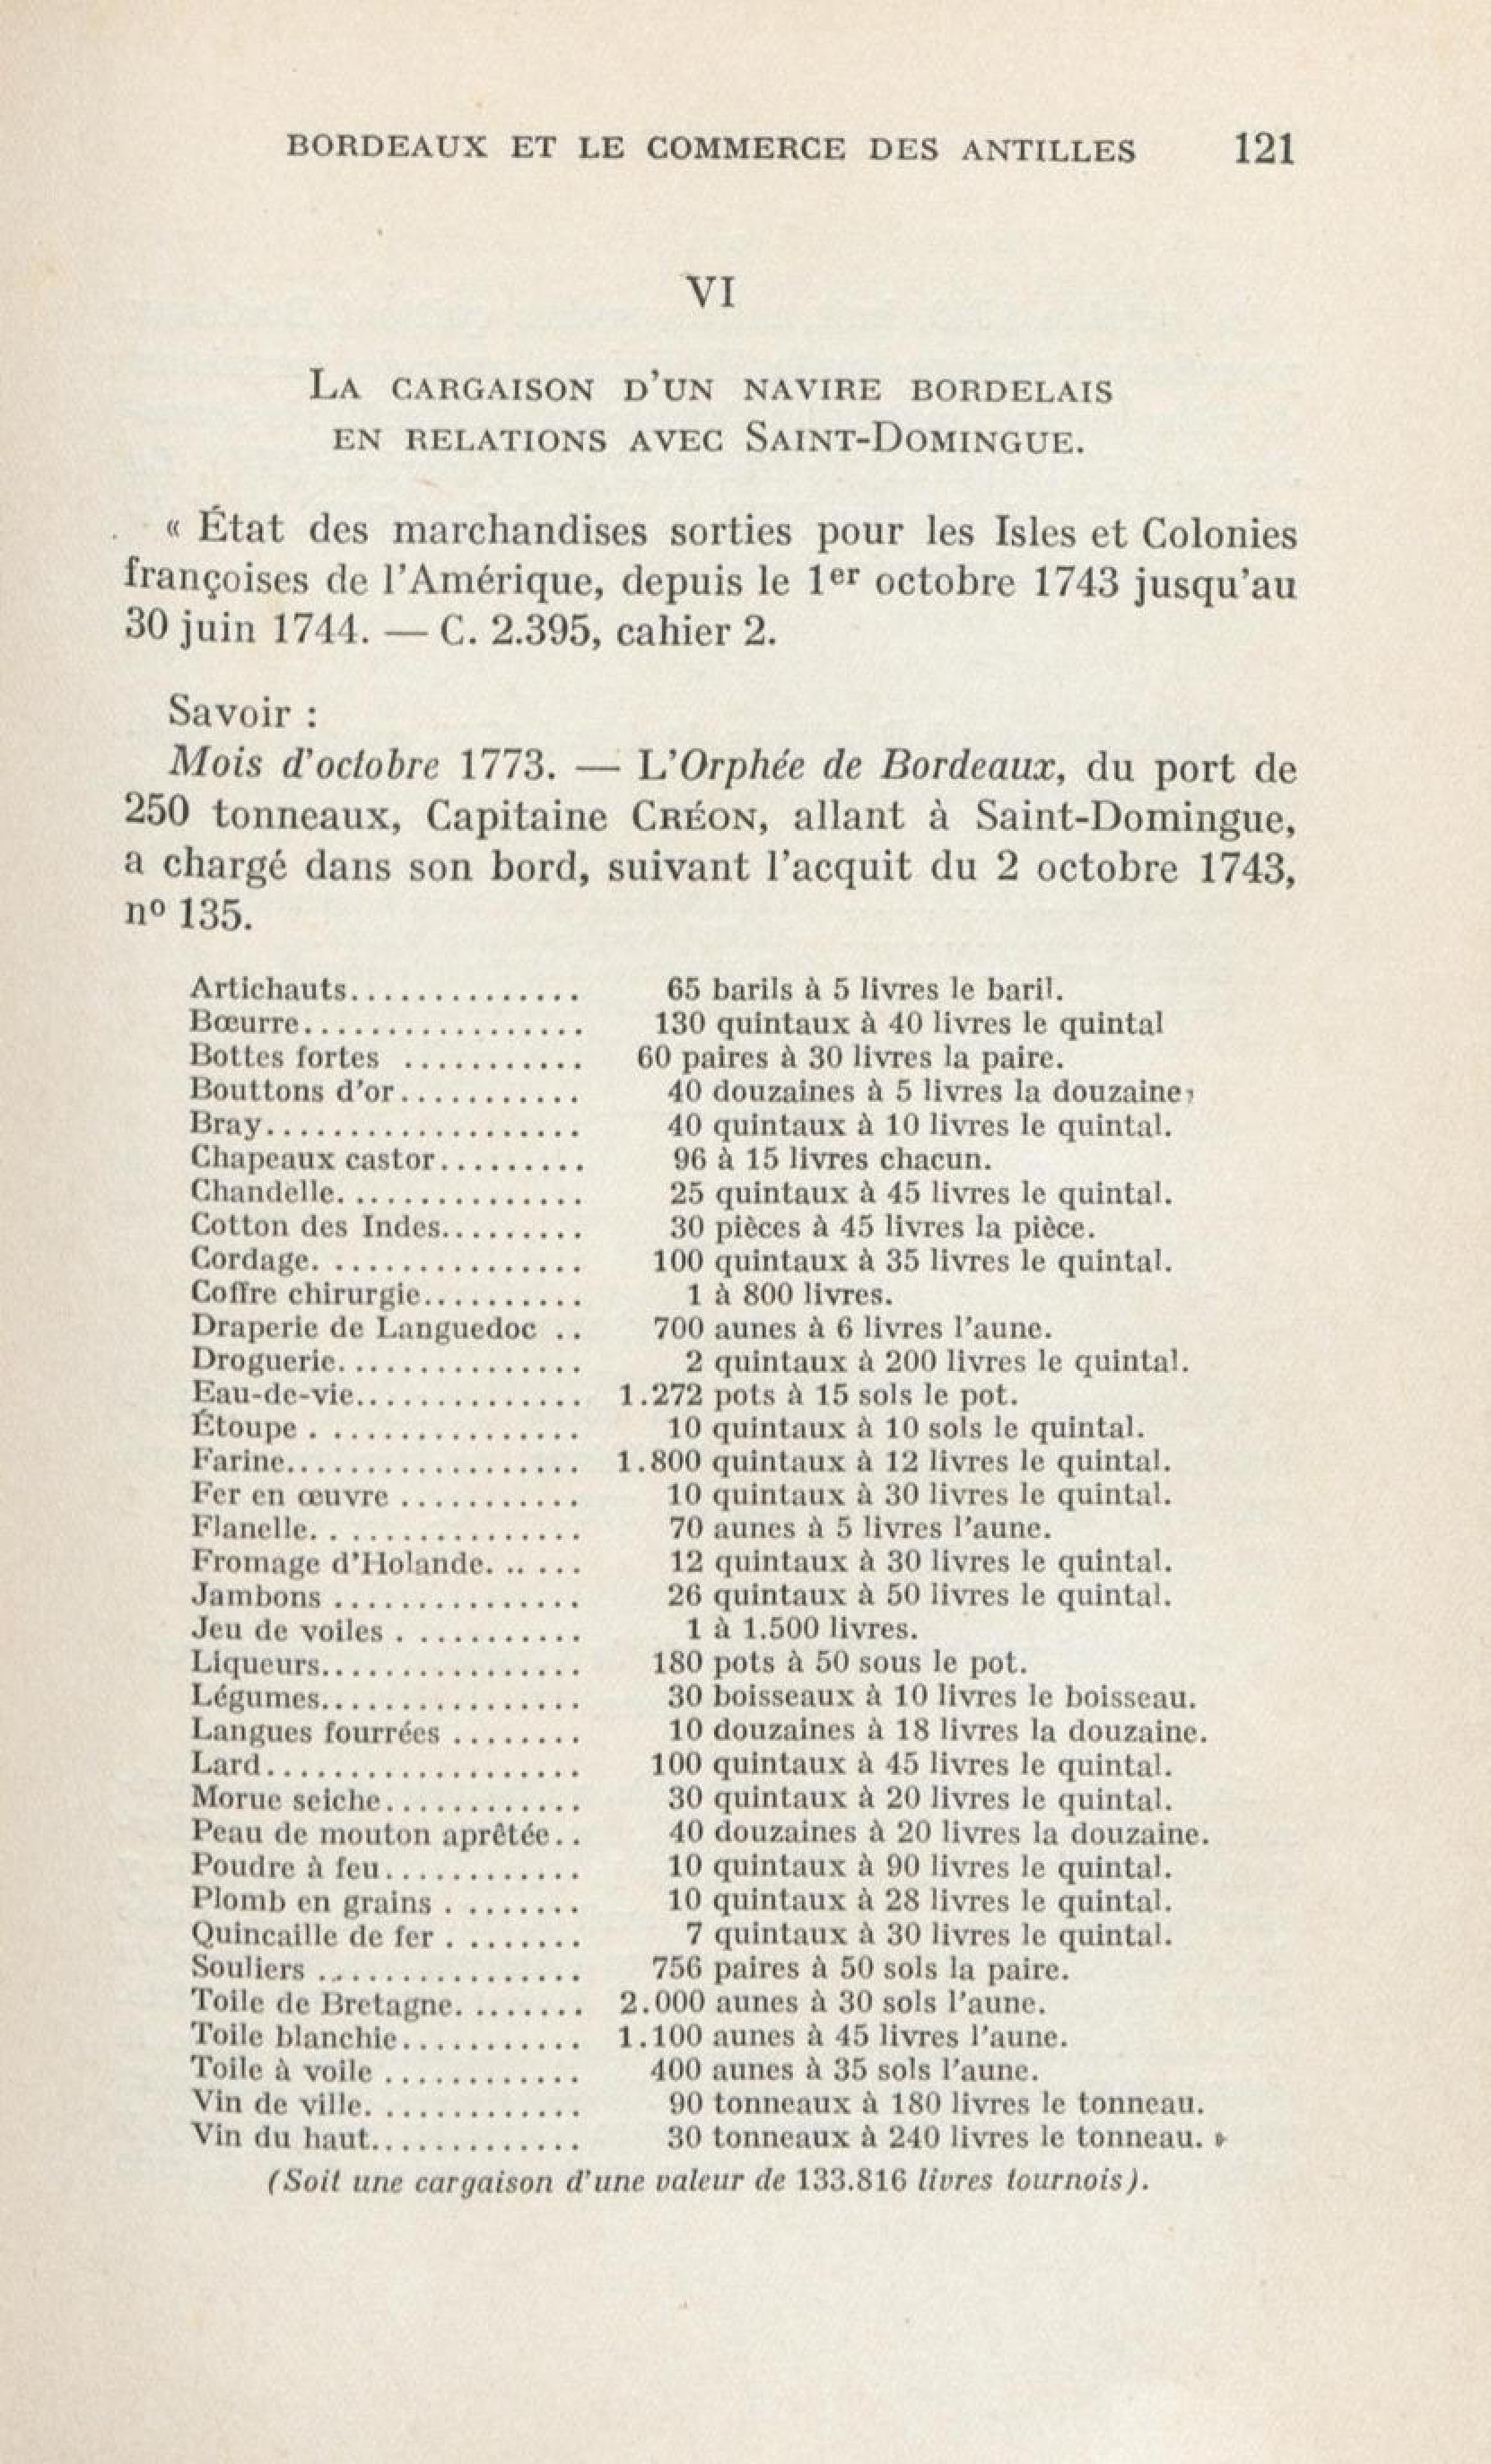 BORDEAUX ET LE COMMERCE DES ANTILLES 121
VI
LA CARGAISON D'UN NAVIRE BORDELAIS
EN RELATIONS AVEC SAINT-DOMINGUE.
« État des marchandises sorties pour les Isles et Colonies
françoises de l'Amérique, depuis le 1er octobre 1743 jusqu'au
30 juin 1744. — C. 2.395, cahier 2.
Savoir :
Mois d'octobre 1773. — L'Orphée de Bordeaux, du port de
250 tonneaux, Capitaine CRÉON, allant à Saint-Domingue,
a chargé dans son bord, suivant l'acquit du 2 octobre 1743,
nº 135.
Artichauts.............. 65 barils à 5 livres le baril.
Bœurre................. 130 quintaux à 40 livres le quintal
Bottes fortes ........... 60 paires à 30 livres la paire.
Bouttons d'or........... 40 douzaines à 5 livres la douzaine,
Bray................... 40 quintaux à 10 livres le quintal.
Chapeaux castor......... 96 à 15 livres chacun.
Chandelle. .............. 25 quintaux à 45 livres le quintal.
Cotton des Indes......... 30 pièces à 45 livres la pièce.
Cordage. ............... 100 quintaux à 35 livres le quintal.
Coffre chirurgie.......... 1 à 800 livres.
Draperie de Languedoc .. 700 aunes à 6 livres l'aune.
Droguerie............... 2 quintaux à 200 livres le quintal.
Eau-de-vie.............. 1.272 pots à 15 sols le pot.
Étoupe . ............... 10 quintaux à 10 sols le quintal.
Farine.................. 1.800 quintaux à 12 livres le quintal.
Fer en œuvre ........... 10 quintaux à 30 livres le quintal.
Flanelle. . .............. 70 aunes à 5 livres l'aune.
Fromage d'Holande. .. ... 12 quintaux à 30 livres le quintal.
Jambons ............... 26 quintaux à 50 livres le quintal.
Jeu de voiles . .......... 1 à 1.500 livres.
Liqueurs................ 180 pots à 50 sous le pot.
Légumes................ 30 boisseaux à 10 livres le boisseau.
Langues fourrées ........ 10 douzaines à 18 livres la douzaine.
Lard................... 100 quintaux à 45 livres le quintal.
Morue seiche............ 30 quintaux à 20 livres le quintal.
Peau de mouton aprêtée.. 40 douzaines à 20 livres la douzaine.
Poudre à feu............ 10 quintaux à 90 livres le quintal.
Plomb en grains . ....... 10 quintaux à 28 livres le quintal.
Quincaille de fer . ....... 7 quintaux à 30 livres le quintal.
Souliers ................ 756 paires à 50 sols la paire.
Toile de Bretagne. ....... 2.000 aunes à 30 sols l'aune.
Toile blanchie........... 1.100 aunes à 45 livres l'aune.
Toile à voile ............ 400 aunes à 35 sols l'aune.
Vin de ville. ............ 90 tonneaux à 180 livres le tonneau.
Vin du haut............. 30 tonneaux à 240 livres le tonneau. »
(Soit une cargaison d'une valeur de 133.816 livres tournois).